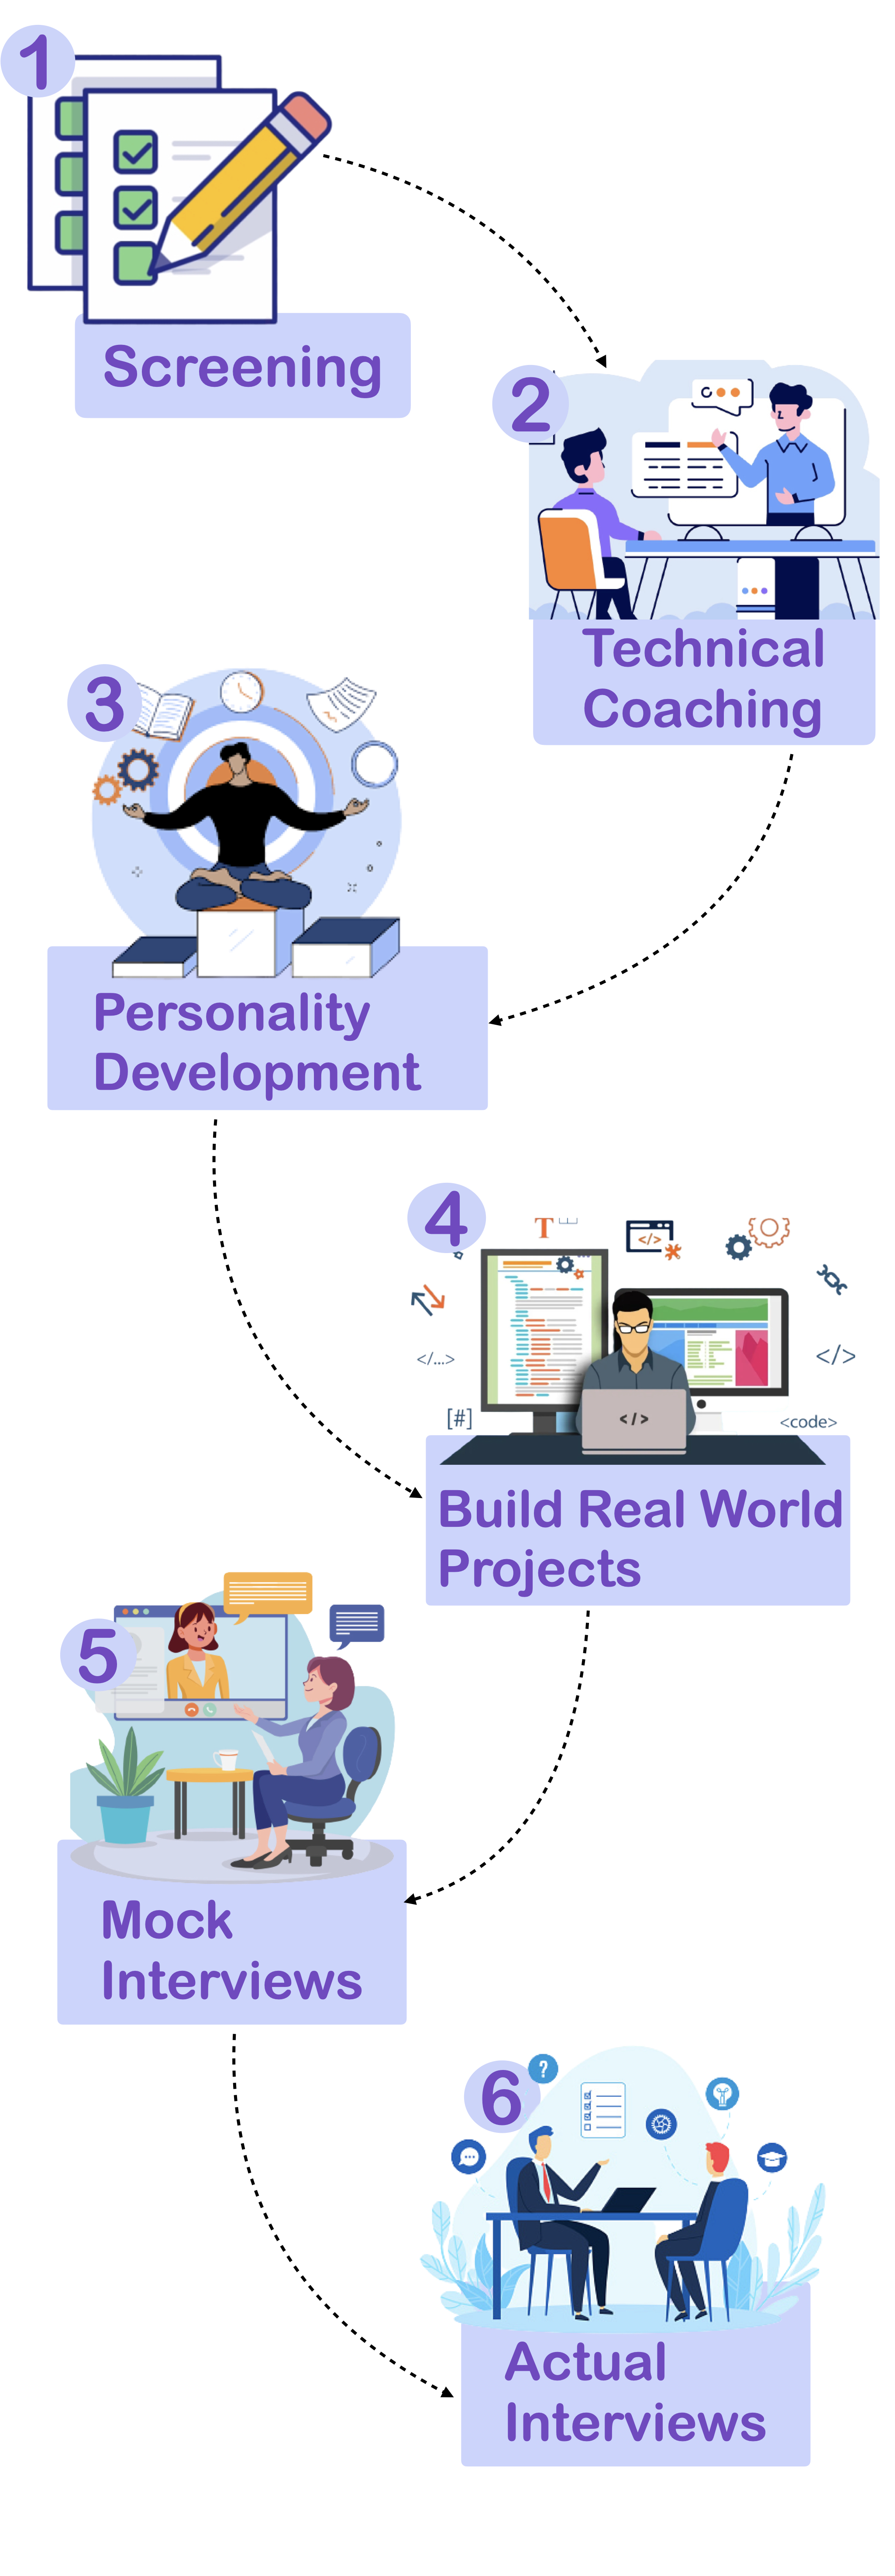 1
Screening
2
Technical
Coaching
3
Personality
Development
4
T
</>
</...>
</>
[#]
</>
<code>
Build Real World
Projects
5
Mock
Interviews
6
?
Actual
Interviews